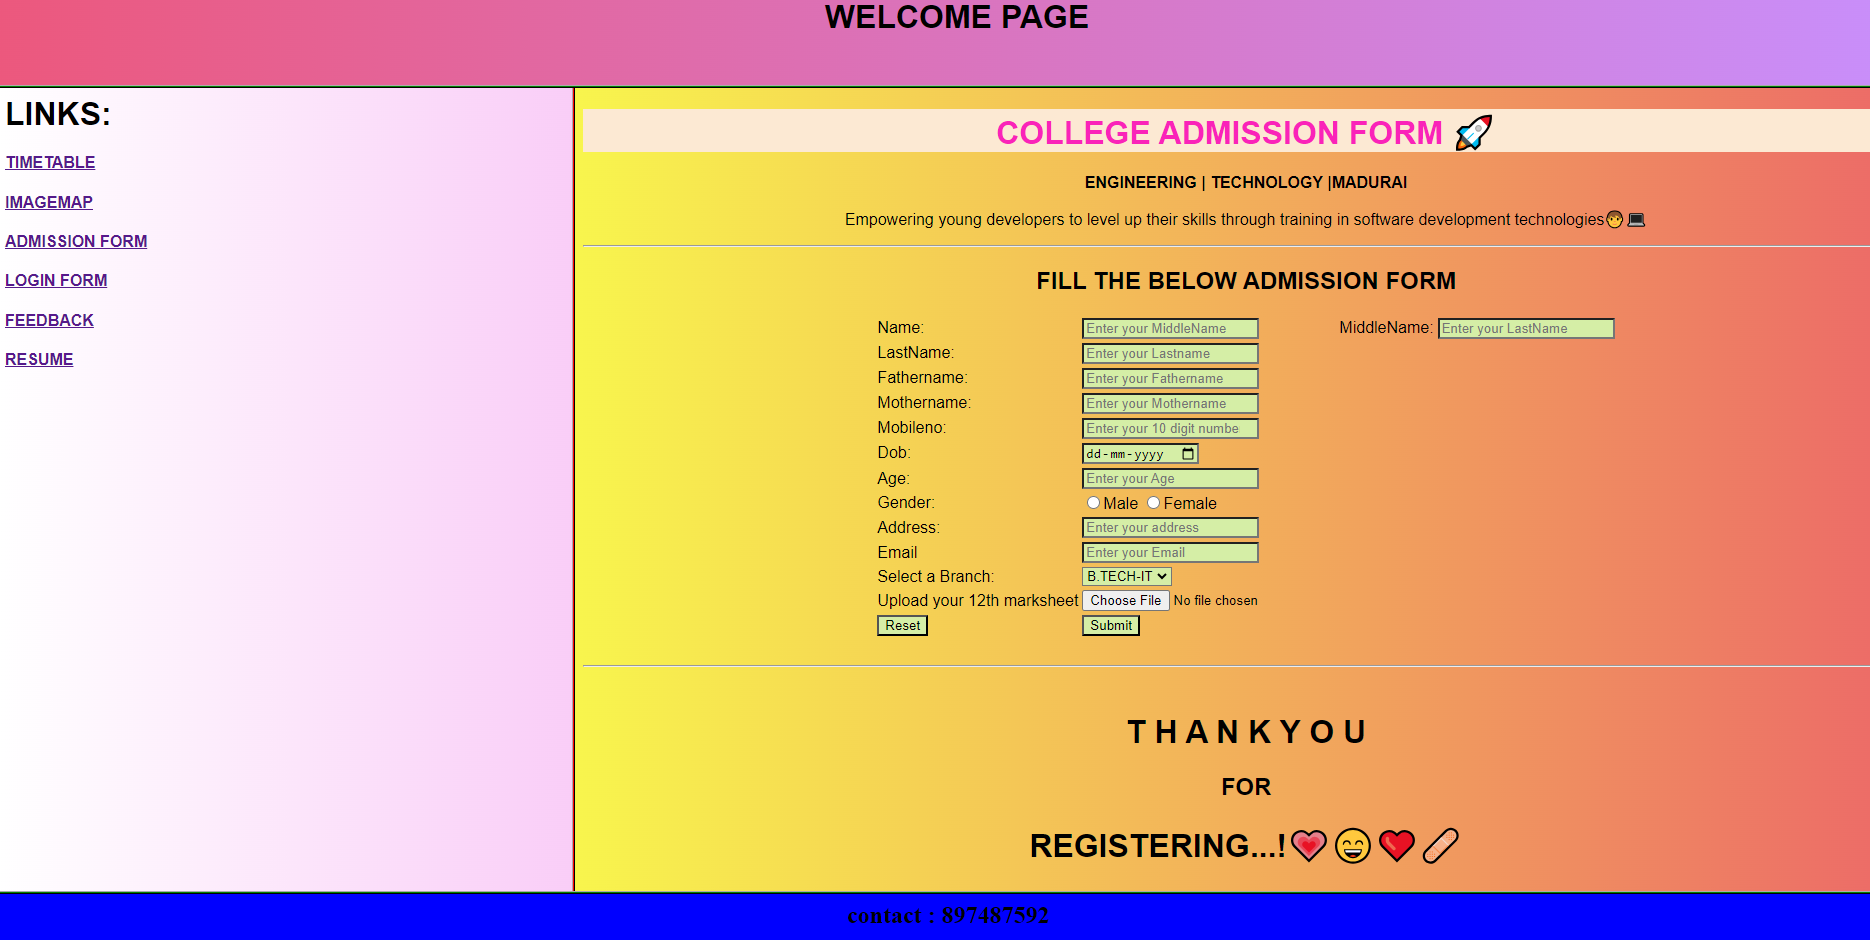 WELCOME PAGE
LINKS:
TIMETABLE
IMAGEMAP
ADMISSION FORM
LOGIN FORM
FEEDBACK
RESUME
COLLEGE ADMISSION FORM 🚀
ENGINEERING | TECHNOLOGY |MADURAI
Empowering young developers to level up their skills through training in software development technologies🧑💻
FILL THE BELOW ADMISSION FORM
Name: Enter your MiddleName MiddleName: Enter your LastName
LastName: Enter your Lastname
Fathername: Enter your Fathername
Mothername: Enter your Mothername
Mobileno: Enter your 10 digit numbe
Dob: dd-mm-yyyy
Age: Enter your Age
Gender: Male Female
Address: Enter your address
Email Enter your Email
Select a Branch: B.TECH-IT
Upload your 12th marksheet Choose File No file chosen
Reset Submit
T H A N K Y O U
FOR
REGISTERING...!💗😄❤️🩹
contact : 897487592